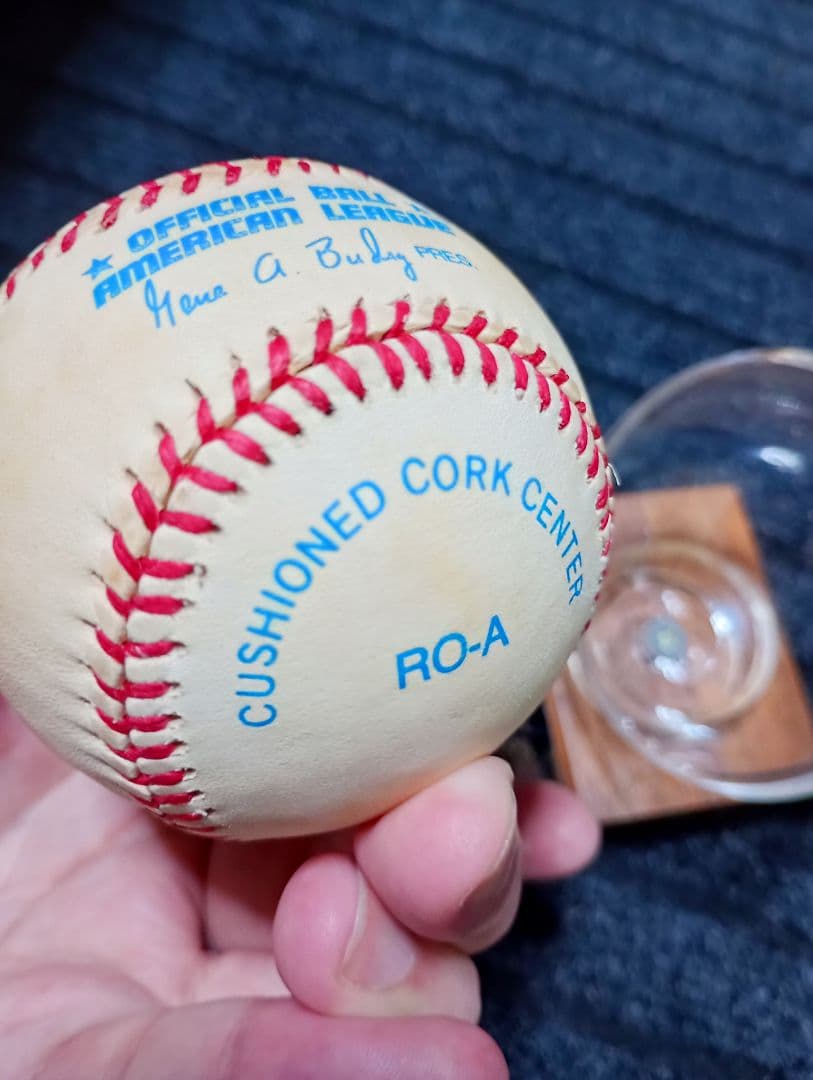 ★ OFFICIAL BALL
AMERICAN LEAGUE
Gene A. Budig PRES.
CUSHIONED CORK CENTER
RO-A